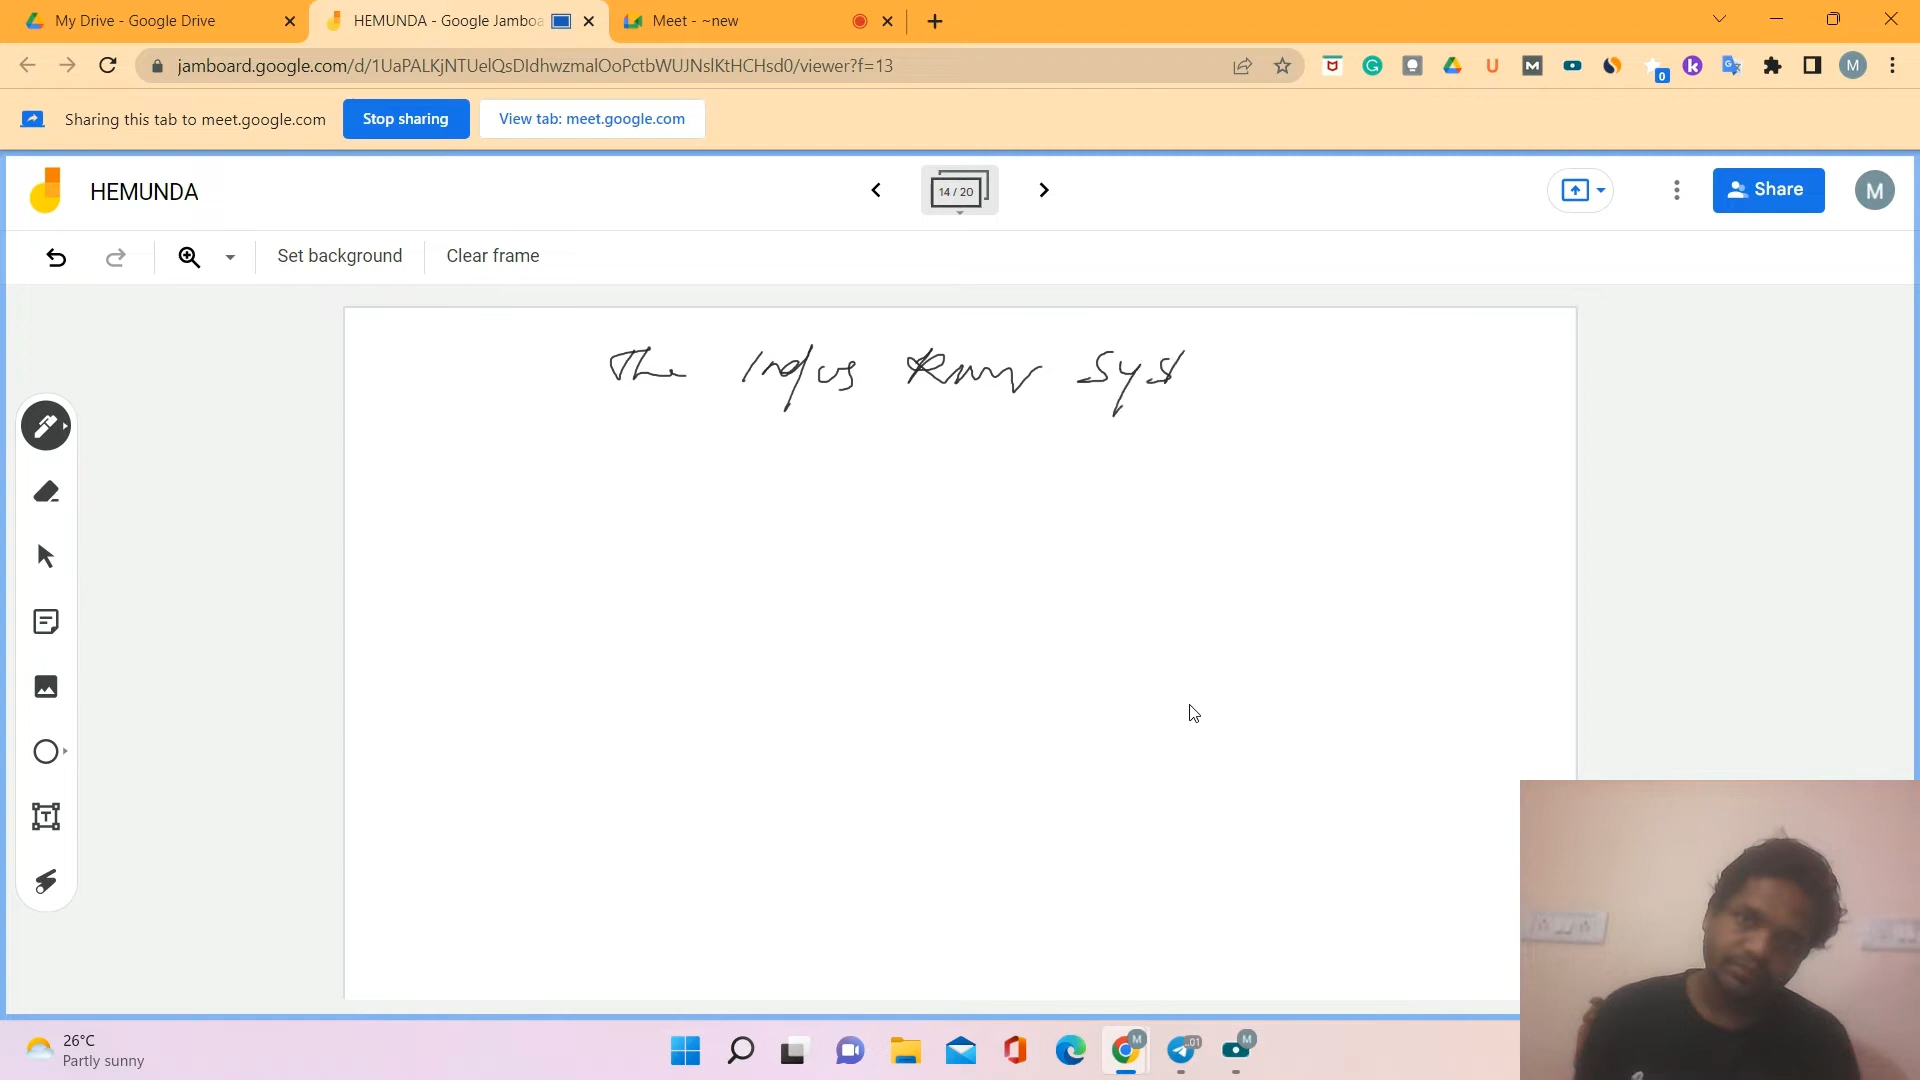 My Drive - Google Drive
HEMUNDA - Google Jamboa
Meet - ~new
jamboard.google.com/d/1UaPALKjNTUelQsDIdhwzmalOoPctbWUJNslKtHCHsd0/viewer?f=13
0
M
Sharing this tab to meet.google.com
Stop sharing
View tab: meet.google.com
HEMUNDA
14 / 20
Share
M
Set background
Clear frame
The Indus River Syst
26°C
Partly sunny